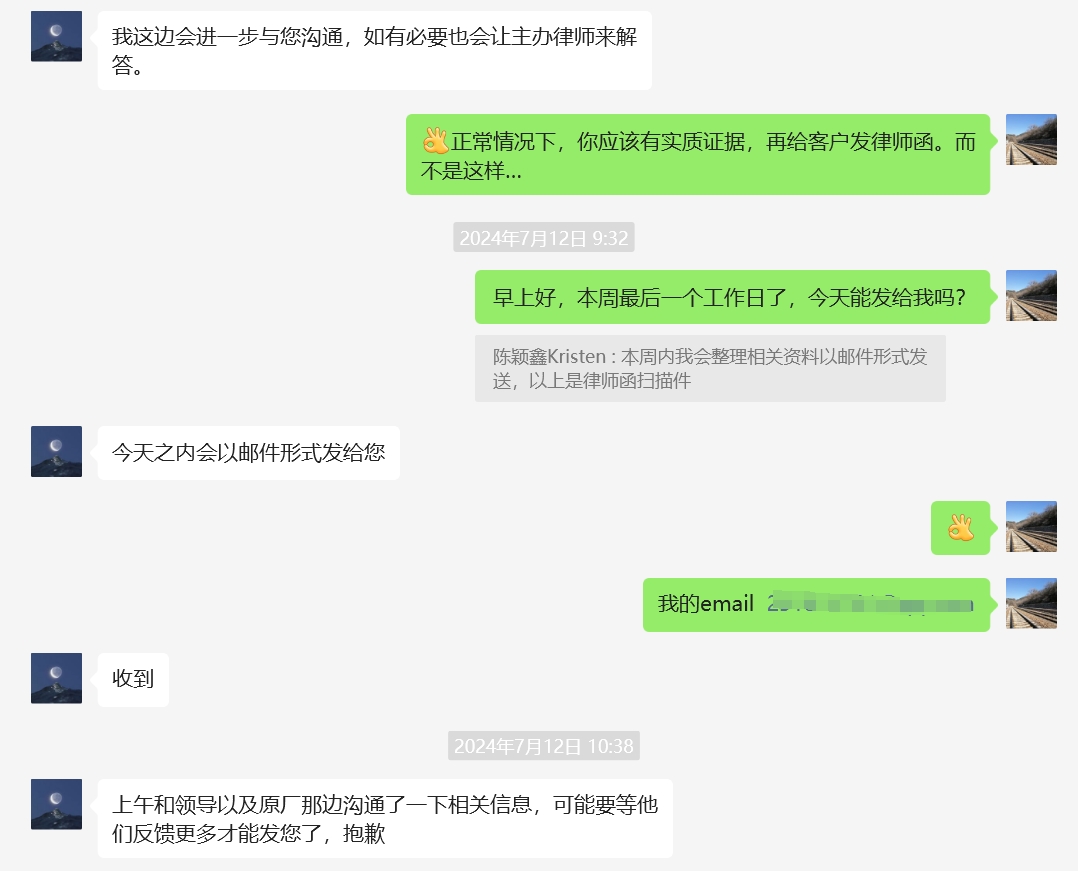 我这边会进一步与您沟通，如有必要也会让主办律师来解
答。
👌正常情况下，你应该有实质证据，再给客户发律师函。而
不是这样...
2024年7月12日 9:32
早上好，本周最后一个工作日了，今天能发给我吗？
陈颖鑫Kristen : 本周内我会整理相关资料以邮件形式发
送，以上是律师函扫描件
今天之内会以邮件形式发给您
👌
我的email
收到
2024年7月12日 10:38
上午和领导以及原厂那边沟通了一下相关信息，可能要等他
们反馈更多才能发您了，抱歉